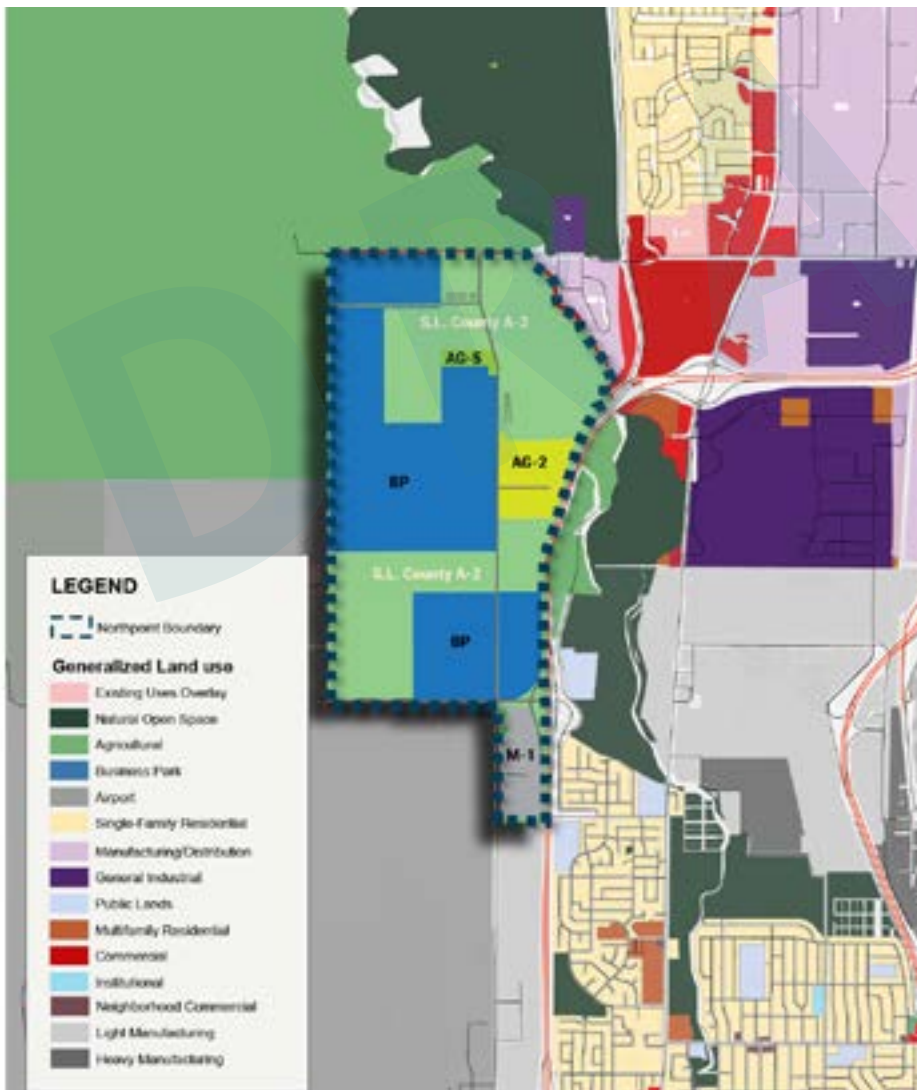 DRAFT
S.L. County A-2
AG-5
AG-2
BP
S.L. County A-2
BP
M-1
LEGEND
Northpoint Boundary
Generalized Land use
Existing Uses Overlay
Natural Open Space
Agricultural
Business Park
Airport
Single-Family Residential
Manufacturing/Distribution
General Industrial
Public Lands
Multifamily Residential
Commercial
Institutional
Neighborhood Commercial
Light Manufacturing
Heavy Manufacturing